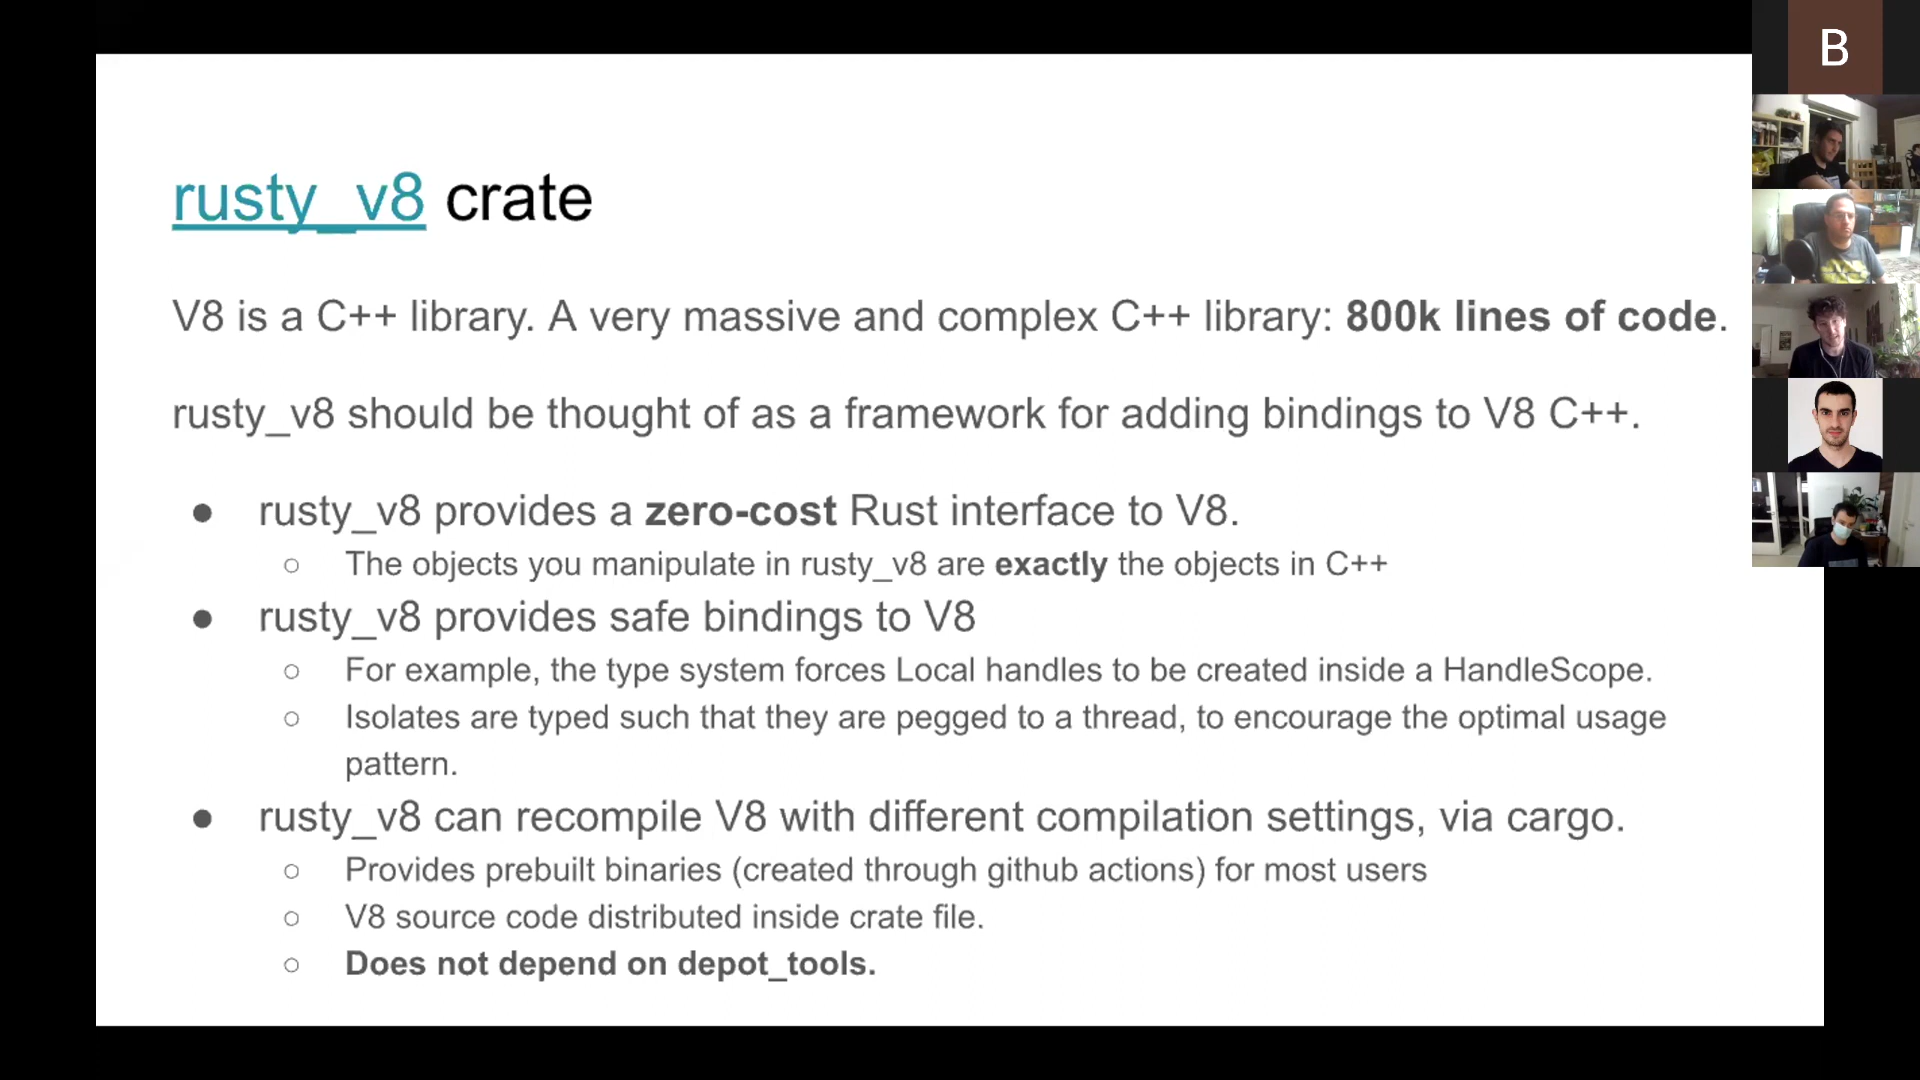 rusty_v8 crate
V8 is a C++ library. A very massive and complex C++ library: 800k lines of code.
rusty_v8 should be thought of as a framework for adding bindings to V8 C++.
● rusty_v8 provides a zero-cost Rust interface to V8.
○ The objects you manipulate in rusty_v8 are exactly the objects in C++
● rusty_v8 provides safe bindings to V8
○ For example, the type system forces Local handles to be created inside a HandleScope.
○ Isolates are typed such that they are pegged to a thread, to encourage the optimal usage
pattern.
● rusty_v8 can recompile V8 with different compilation settings, via cargo.
○ Provides prebuilt binaries (created through github actions) for most users
○ V8 source code distributed inside crate file.
○ Does not depend on depot_tools.
B